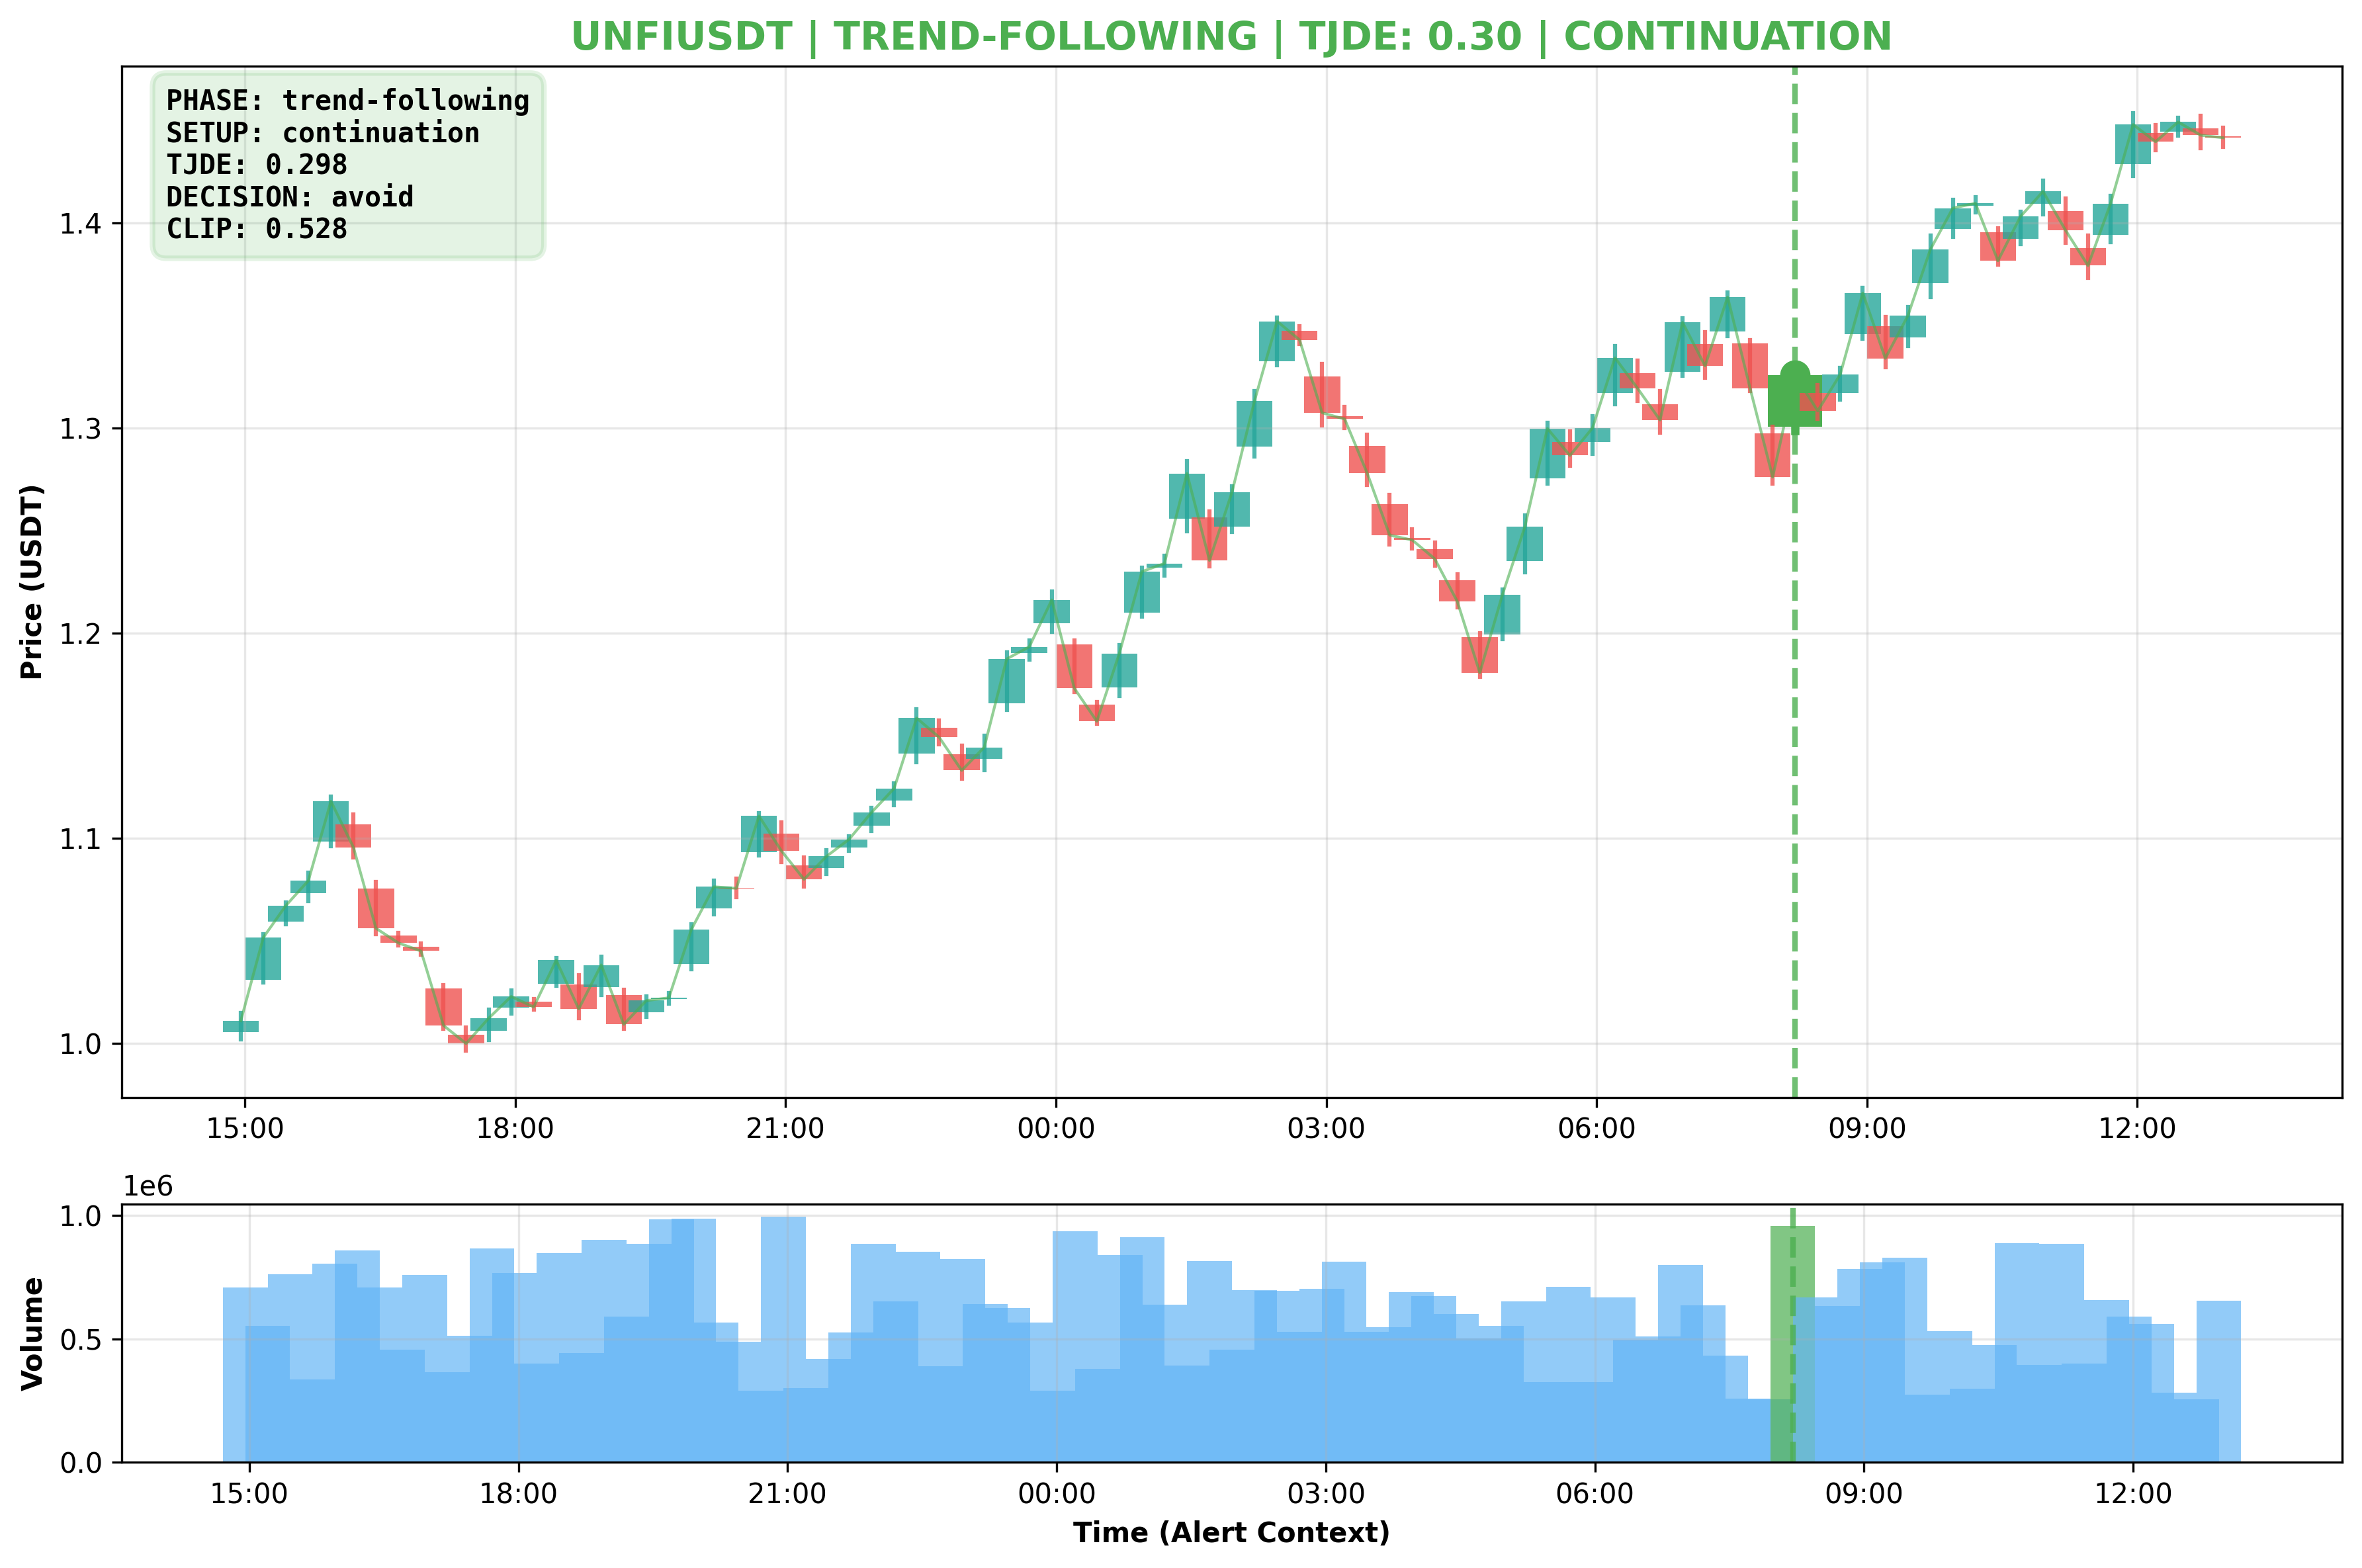 UNFIUSDT | TREND-FOLLOWING | TJDE: 0.30 | CONTINUATION
PHASE: trend-following
SETUP: continuation
TJDE: 0.298
DECISION: avoid
CLIP: 0.528
Price (USDT)
1.4
1.3
1.2
1.1
1.0
15:00 18:00 21:00 00:00 03:00 06:00 09:00 12:00
1e6
Volume
1.0
0.5
0.0
15:00 18:00 21:00 00:00 03:00 06:00 09:00 12:00
Time (Alert Context)